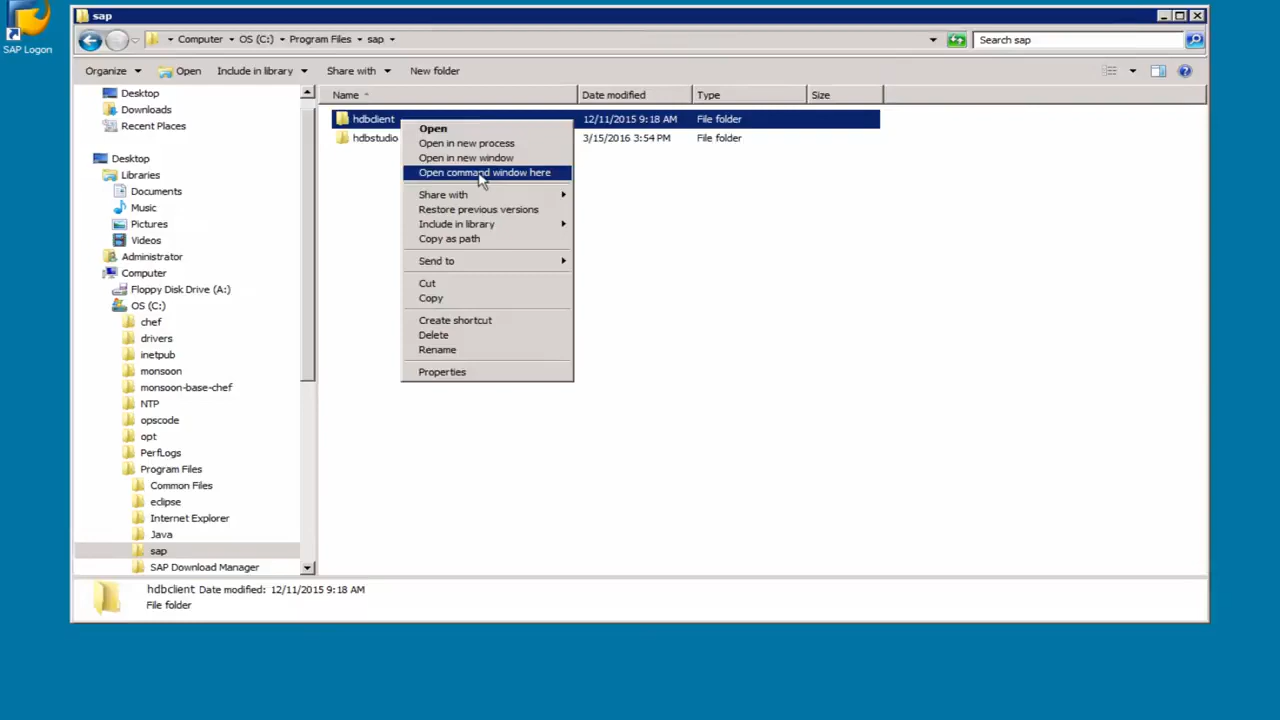 sap
SAP Logon
Computer OS (C:) Program Files sap
Search sap
Organize Open Include in library Share with New folder
Name Date modified Type Size
Desktop
Downloads
Recent Places
Desktop
Libraries
Documents
Music
Pictures
Videos
Administrator
Computer
Floppy Disk Drive (A:)
OS (C:)
chef
drivers
inetpub
monsoon
monsoon-base-chef
NTP
opscode
opt
PerfLogs
Program Files
Common Files
eclipse
Internet Explorer
Java
sap
SAP Download Manager
hdbclient 12/11/2015 9:18 AM File folder
hdbstudio 3/15/2016 3:54 PM File folder
Open
Open in new process
Open in new window
Open command window here
Share with
Restore previous versions
Include in library
Copy as path
Send to
Cut
Copy
Create shortcut
Delete
Rename
Properties
hdbclient Date modified: 12/11/2015 9:18 AM
File folder